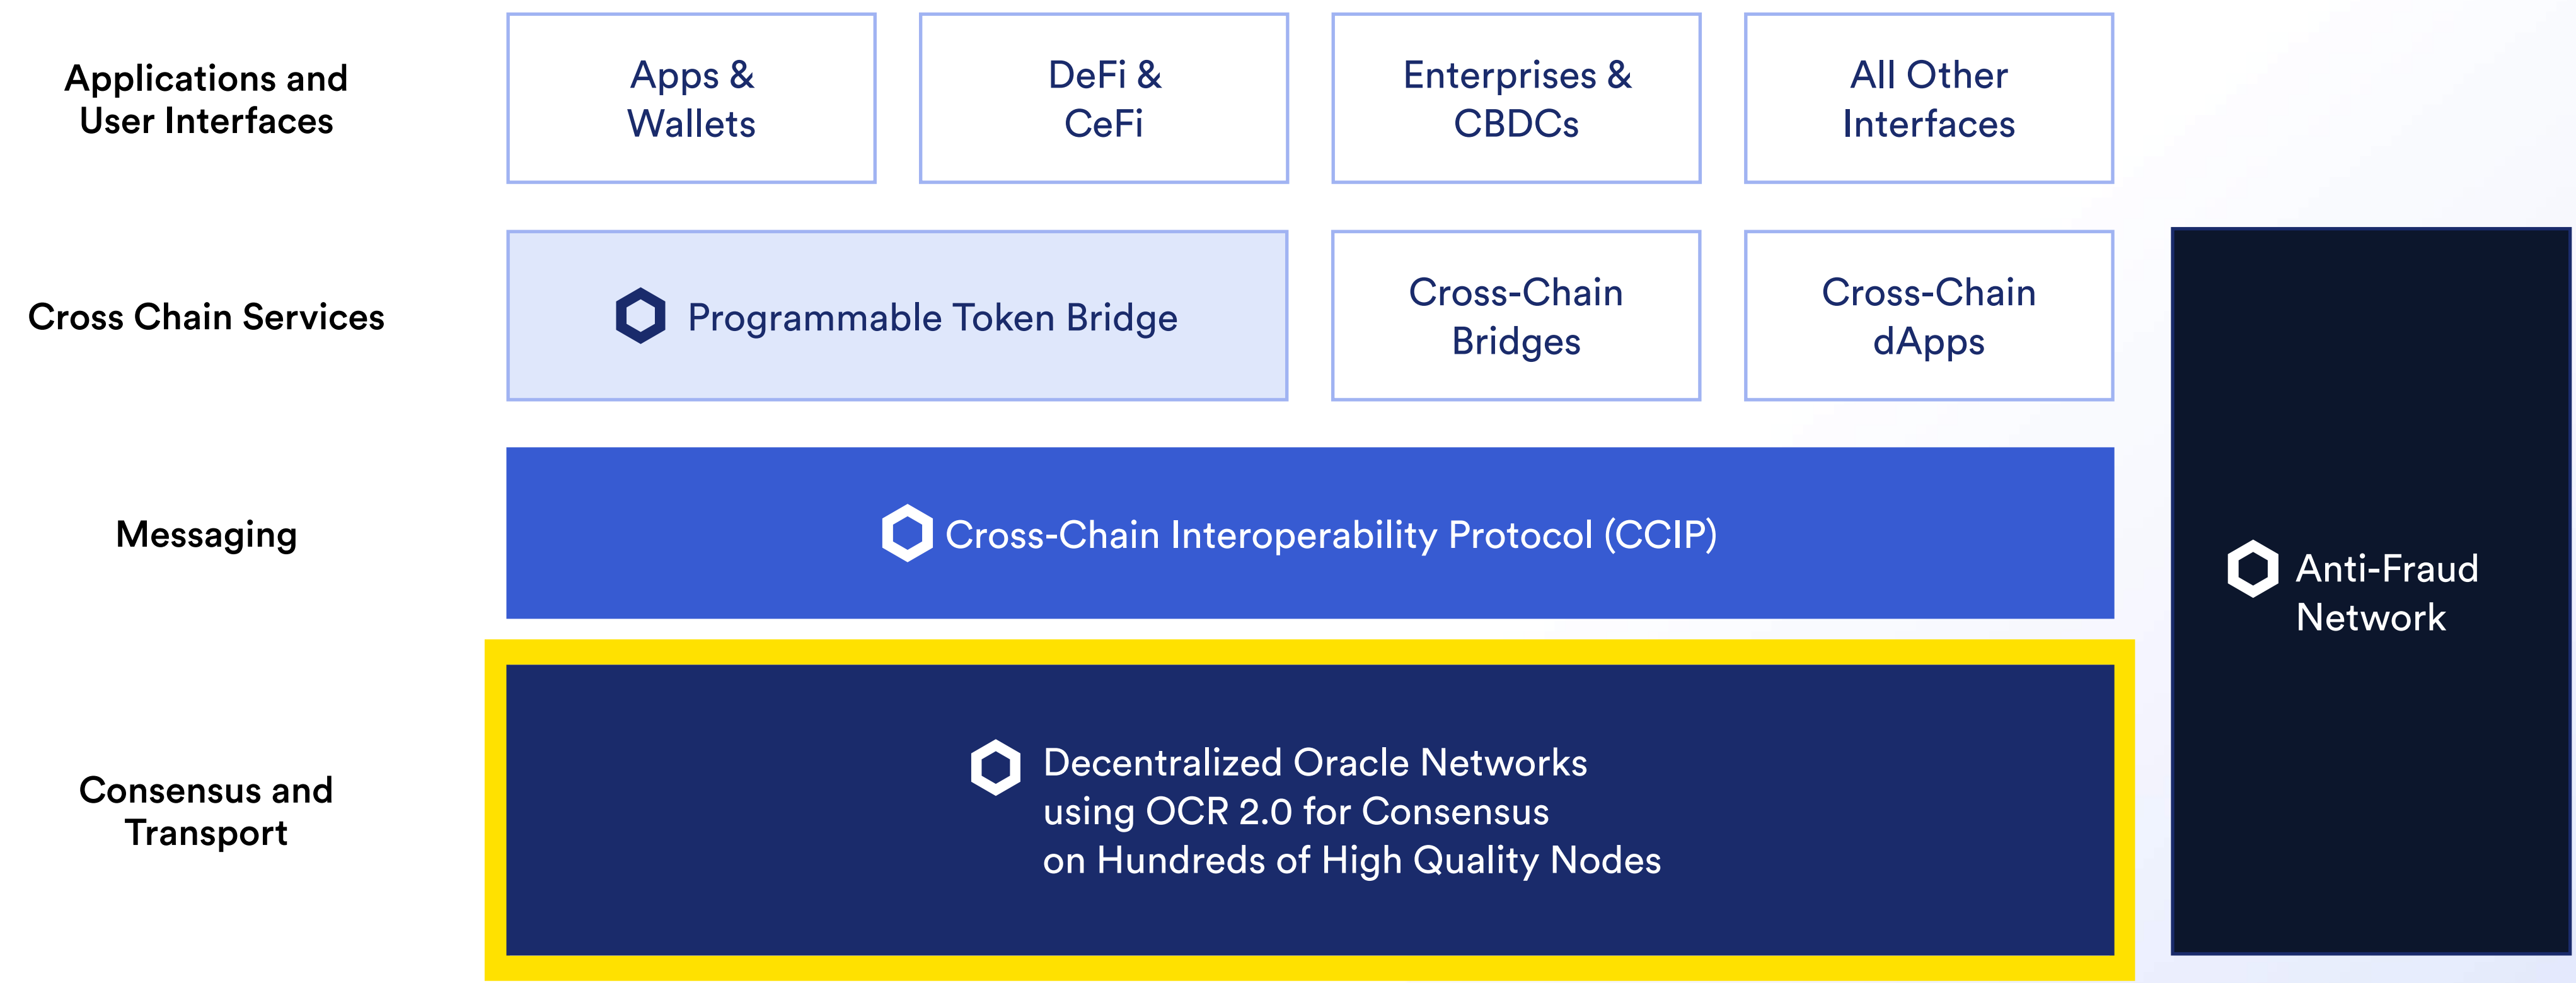 Applications and
User Interfaces
Apps &
Wallets
DeFi &
CeFi
Enterprises &
CBDCs
All Other
Interfaces
Cross Chain Services
Programmable Token Bridge
Cross-Chain
Bridges
Cross-Chain
dApps
Messaging
Cross-Chain Interoperability Protocol (CCIP)
Anti-Fraud
Network
Consensus and
Transport
Decentralized Oracle Networks
using OCR 2.0 for Consensus
on Hundreds of High Quality Nodes